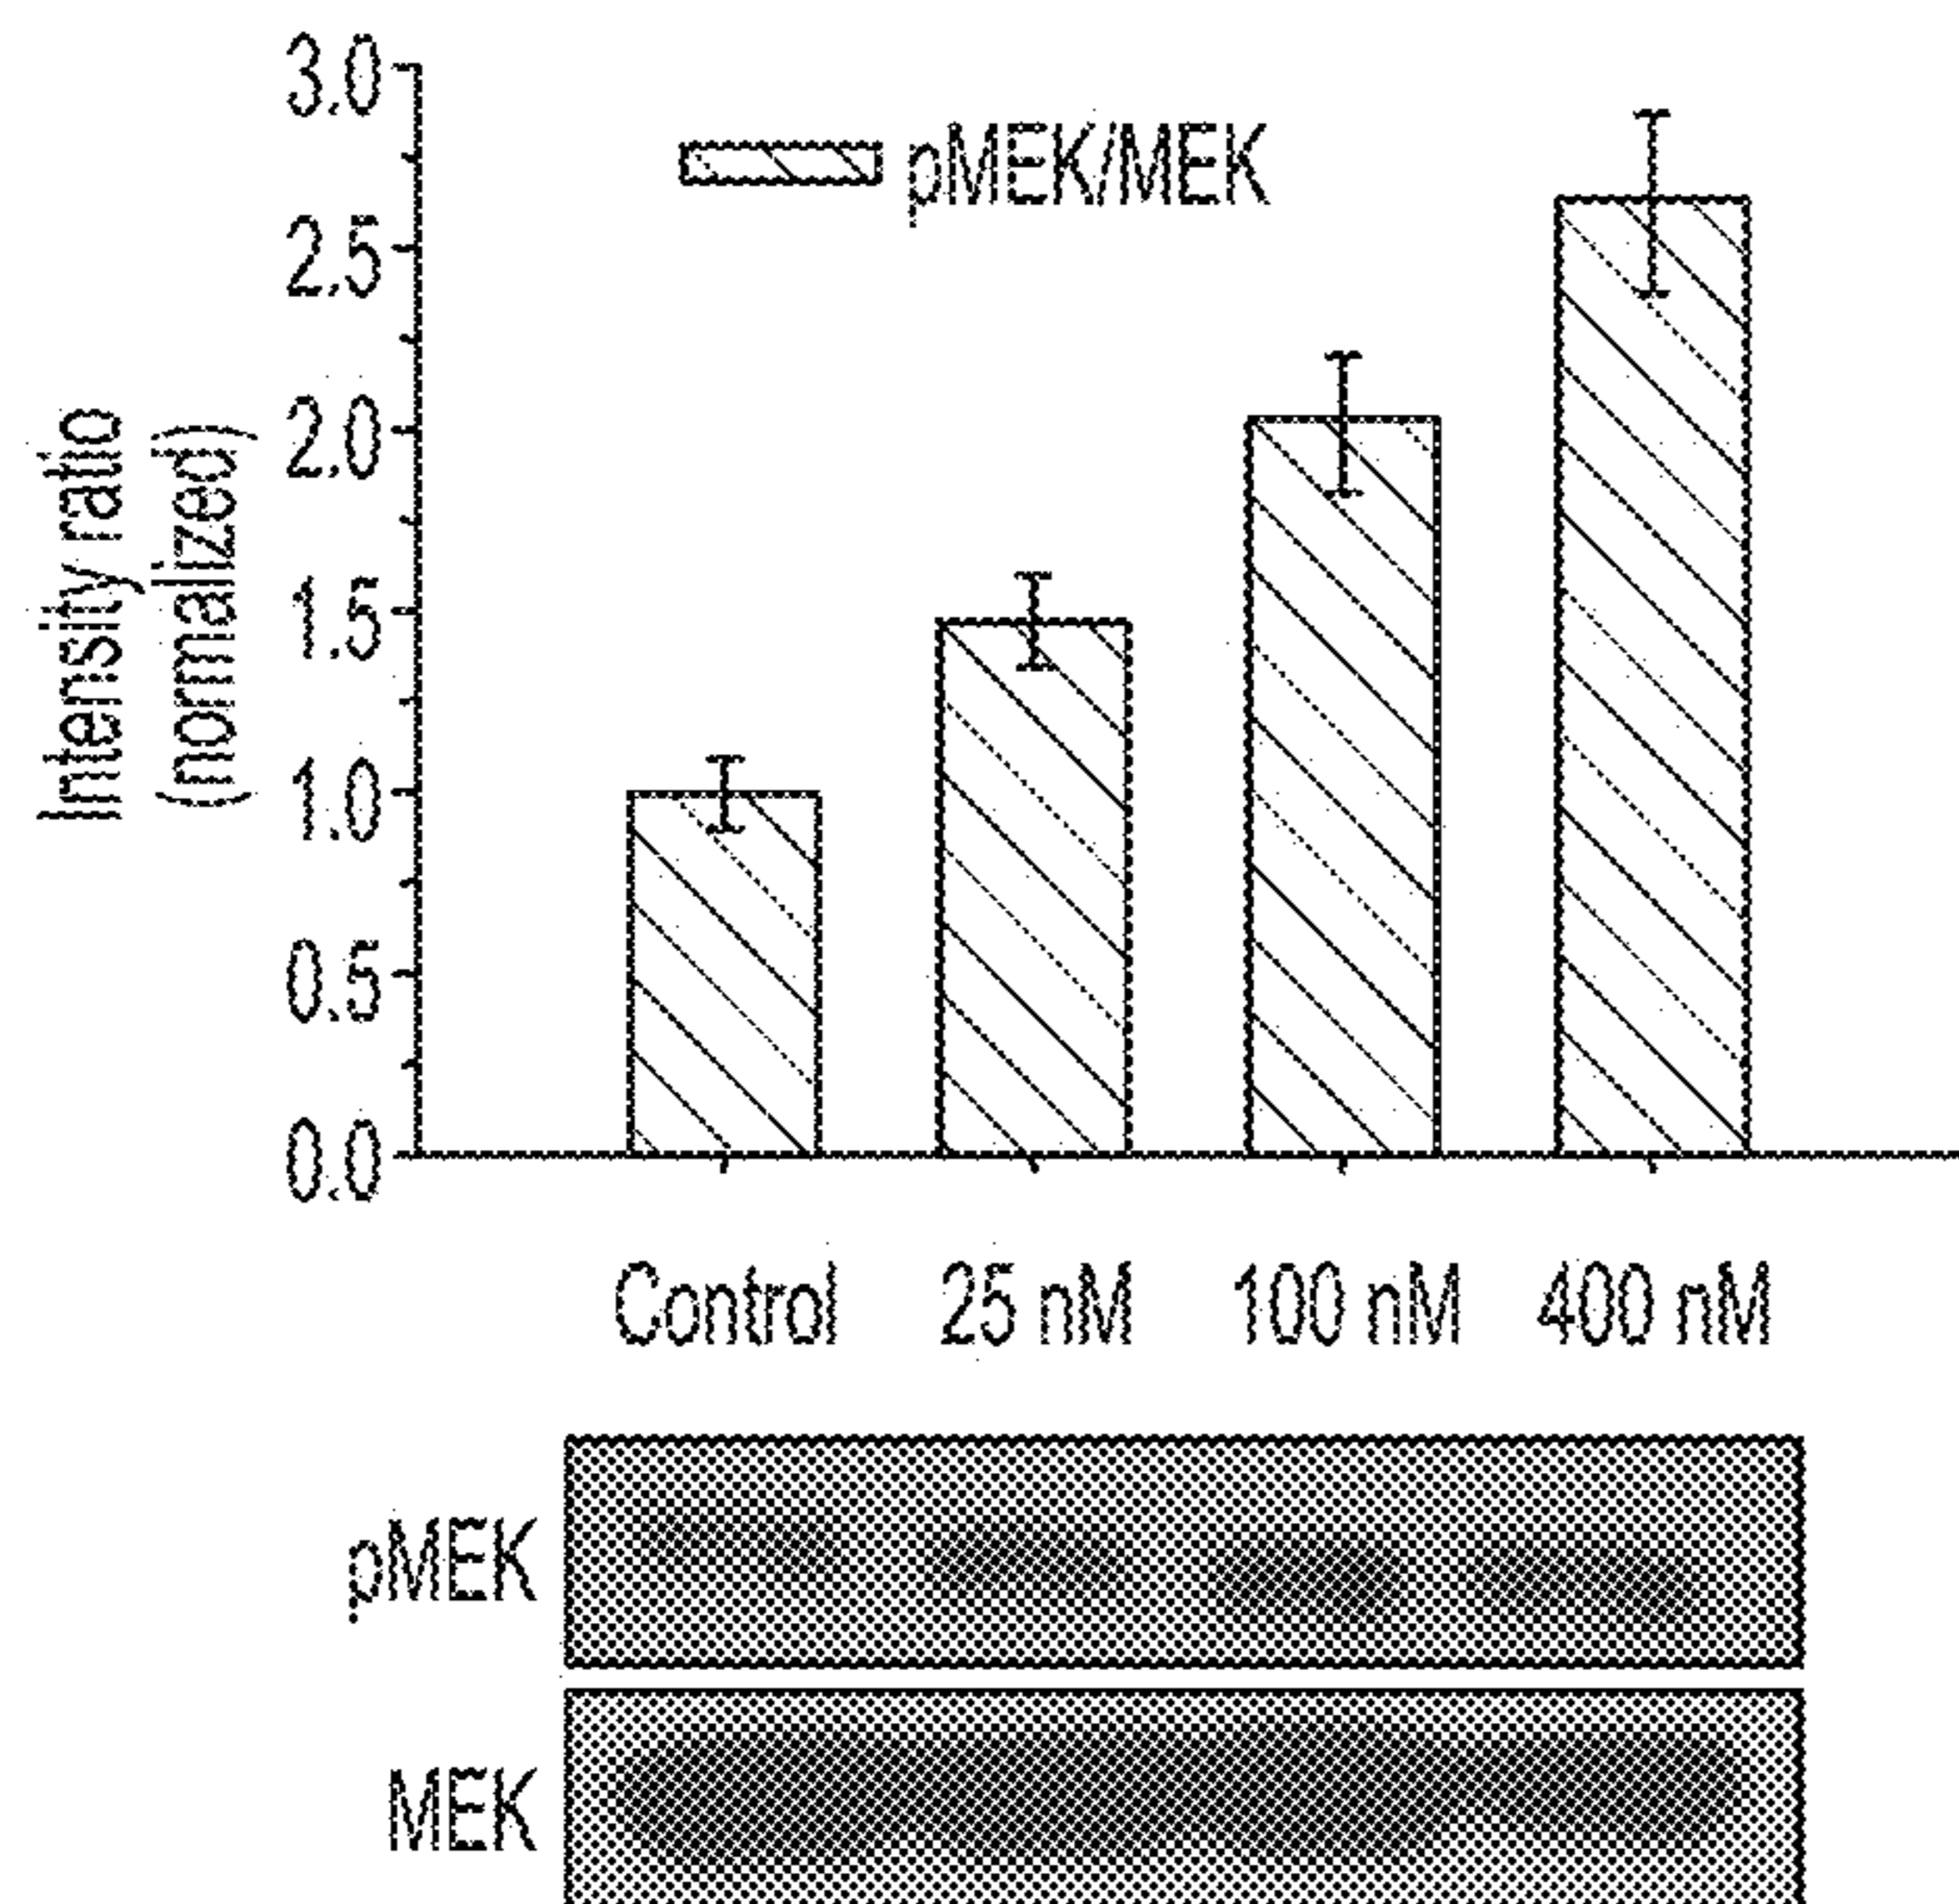 3.0
2.5
2.0
1.5
1.0
0.5
0.0
Intensity ratio
(normalized)
pMEK/MEK
Control 25 nM 100 nM 400 nM
pMEK
MEK